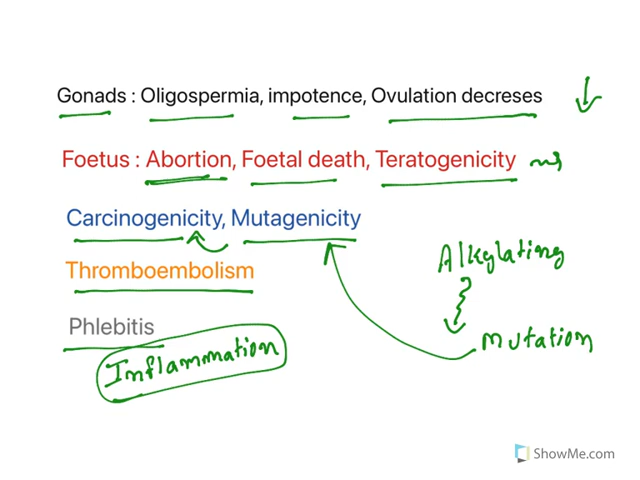 Gonads : Oligospermia, impotence, Ovulation decreses
Foetus : Abortion, Foetal death, Teratogenicity
Carcinogenicity, Mutagenicity
Alkylating
Thromboembolism
Phlebitis
Mutation
Inflammation
ShowMe.com